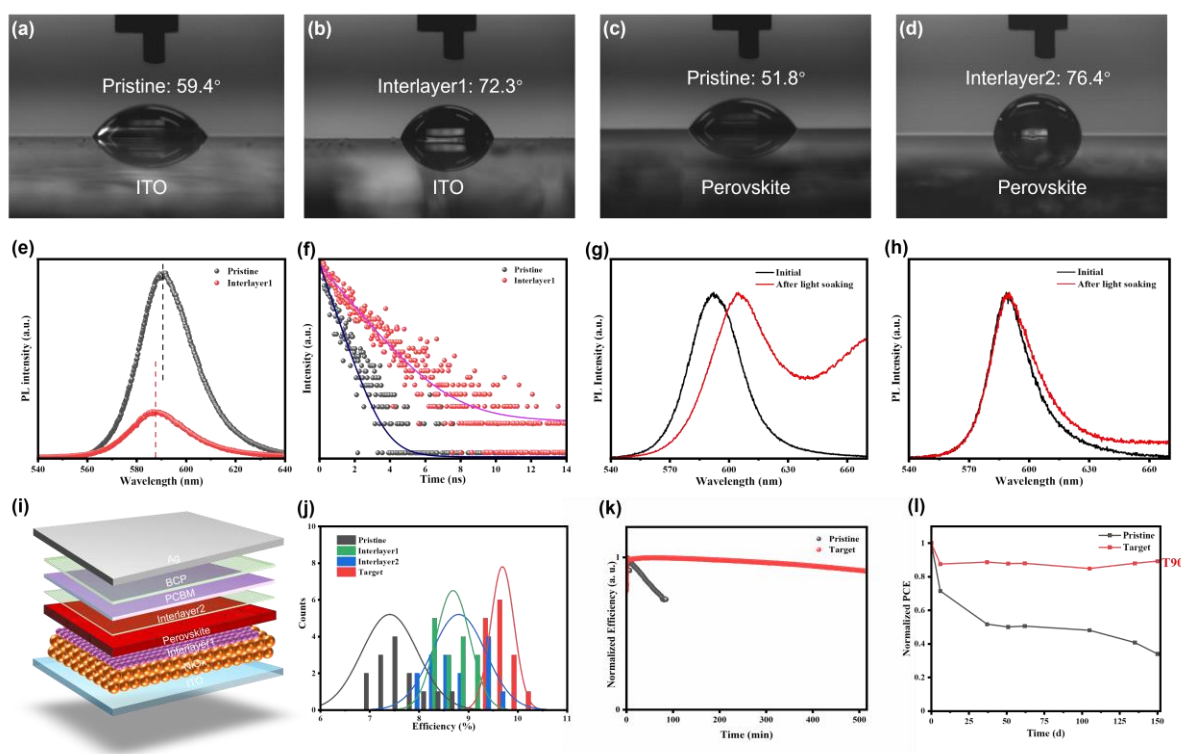 (a)
Pristine: 59.4°
ITO
(b)
Interlayer1: 72.3°
ITO
(c)
Pristine: 51.8°
Perovskite
(d)
Interlayer2: 76.4°
Perovskite
(e)
Pristine
Interlayer1
PL intensity (a.u.)
540 560 580 600 620 640
Wavelength (nm)
(f)
Pristine
Interlayer1
Intensity (a.u.)
0 2 4 6 8 10 12 14
Time (ns)
(g)
Initial
After light soaking
PL Intensity (a.u.)
540 570 600 630 660
Wavelength (nm)
(h)
Initial
After light soaking
PL Intensity (a.u.)
540 570 600 630 660
Wavelength (nm)
(i)
Ag
BCP
PCBM
Interlayer2
Perovskite
Interlayer1
ITO
(j)
Pristine
Interlayer1
Interlayer2
Target
Counts
10
8
6
4
2
0
6 7 8 9 10 11
Efficiency (%)
(k)
Pristine
Target
Normalized Efficiency (a. u.)
1
0
0 100 200 300 400 500
Time (min)
(l)
Pristine
Target
T90
Normalized PCE
1
0.8
0.6
0.4
0.2
0
0 25 50 75 100 125 150
Time (d)